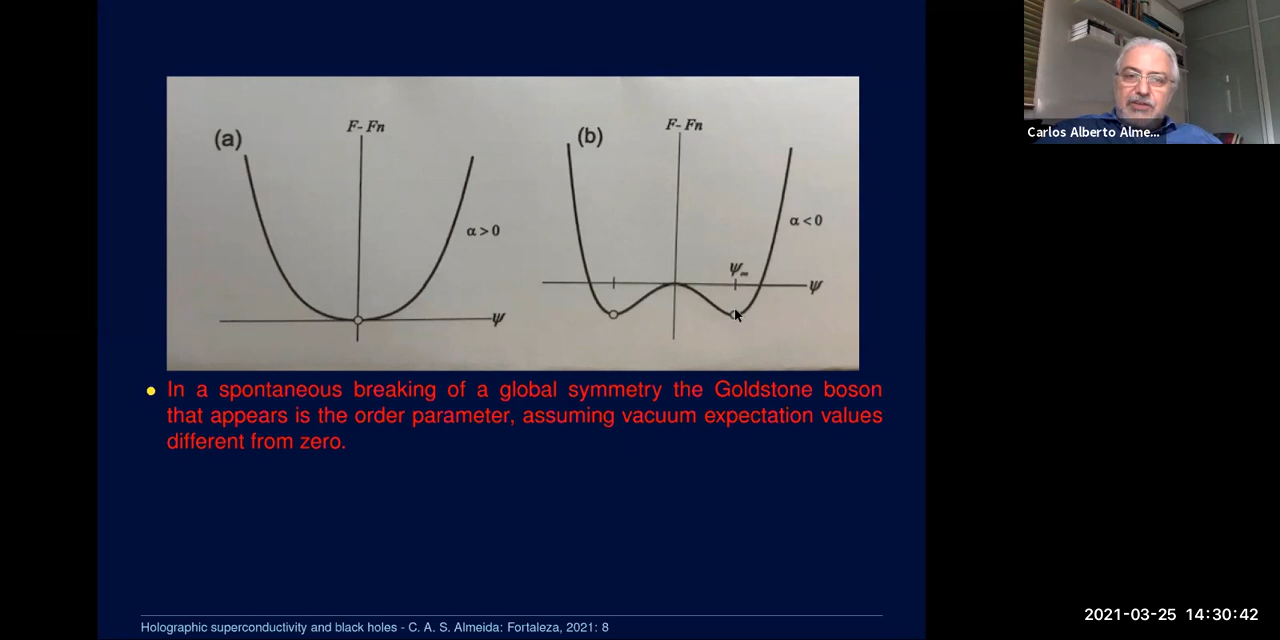 Carlos Alberto Alme...
(a)
F- Fn
α > 0
ψ
(b)
F- Fn
α < 0
ψ∞
ψ
In a spontaneous breaking of a global symmetry the Goldstone boson
that appears is the order parameter, assuming vacuum expectation values
different from zero.
Holographic superconductivity and black holes - C. A. S. Almeida: Fortaleza, 2021: 8
2021-03-25 14:30:42